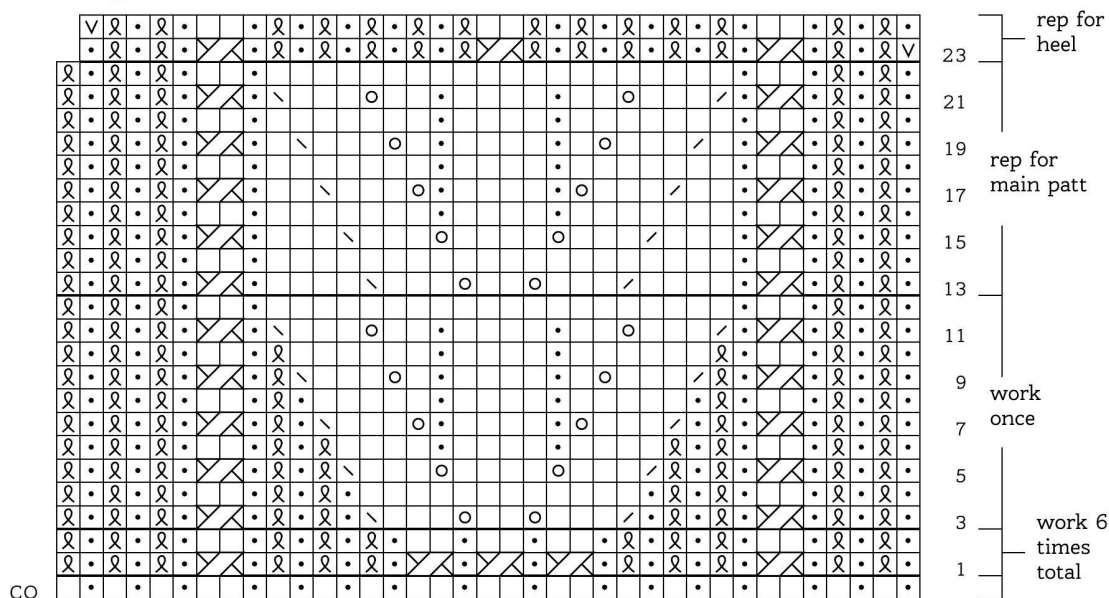 rep for
heel
23
21
19
rep for
main patt
17
15
13
11
9
work
once
7
5
3
work 6
times
total
1
CO